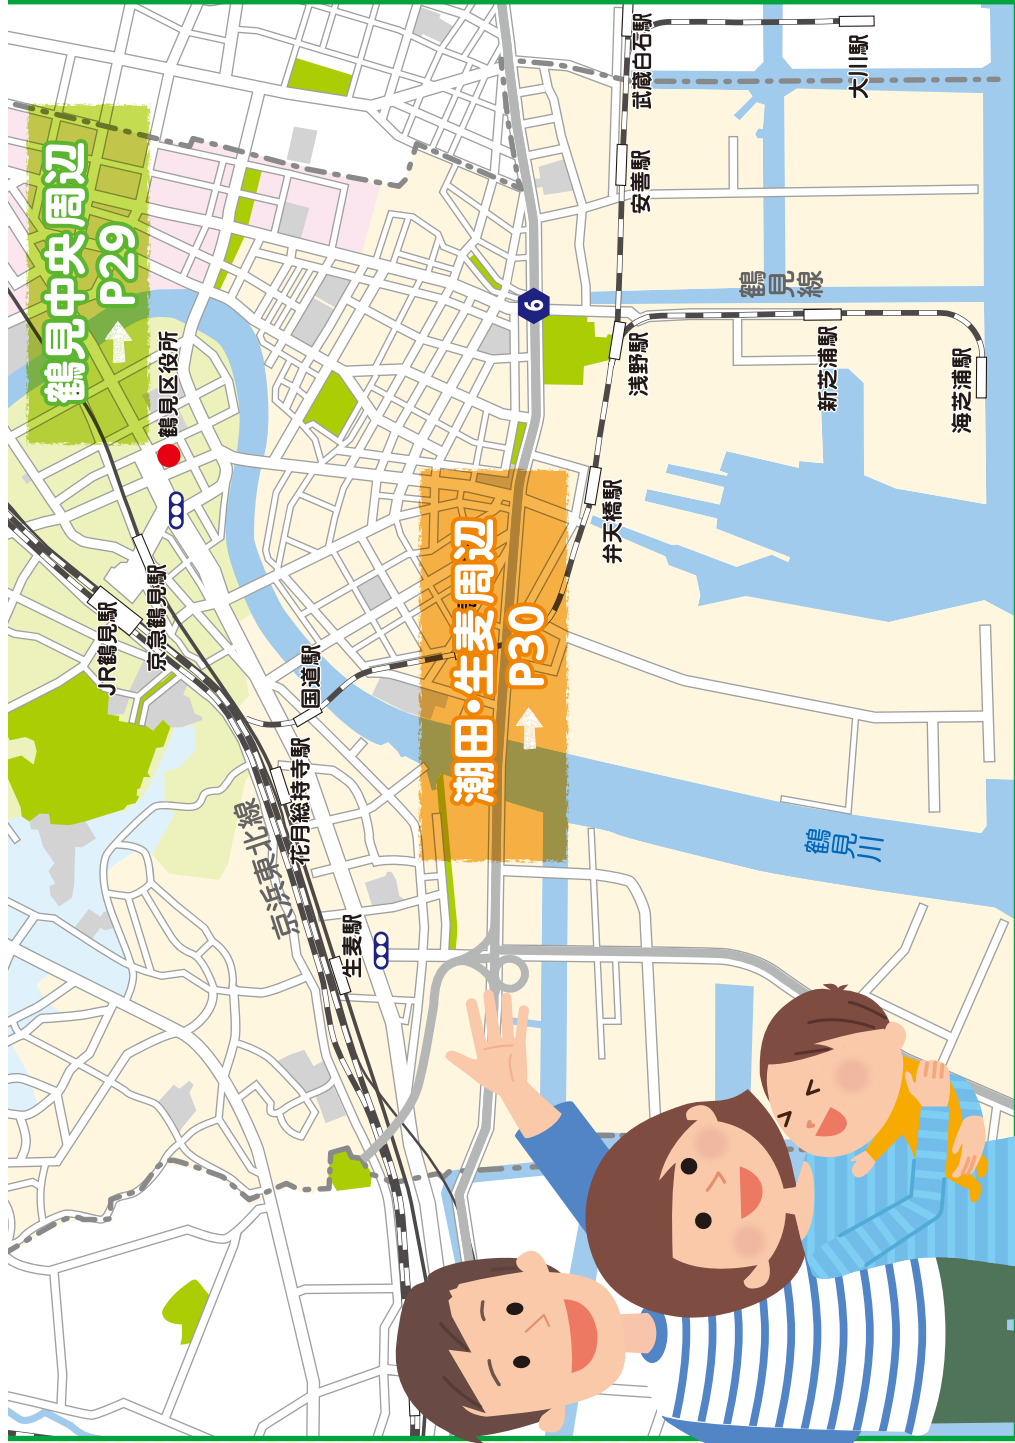 鶴見中央周辺
P29
鶴見区役所
JR鶴見駅
京急鶴見駅
国道駅
花月総持寺駅
京浜東北線
生麦駅
潮田・生麦周辺
P30
6
武蔵白石駅
大川駅
安善駅
浅野駅
鶴見線
新芝浦駅
海芝浦駅
弁天橋駅
鶴見川